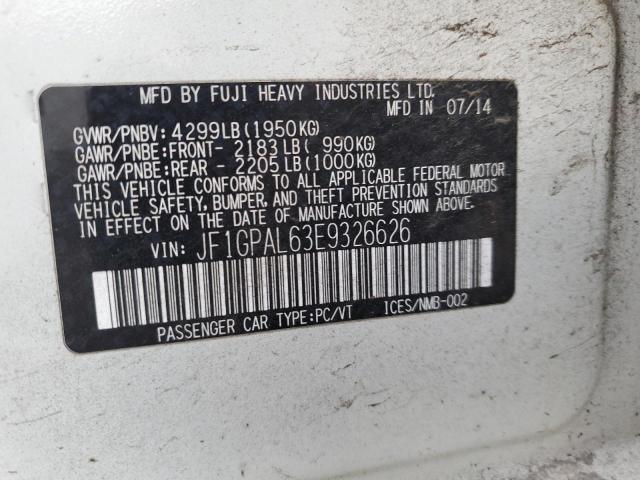 MFD BY FUJI HEAVY INDUSTRIES LTD.
MFD IN 07/14
GVWR/PNBV: 4299LB(1950KG)
GAWR/PNBE:FRONT- 2183LB( 990KG)
GAWR/PNBE:REAR - 2205LB(1000KG)
THIS VEHICLE CONFORMS TO ALL APPLICABLE FEDERAL MOTOR
VEHICLE SAFETY, BUMPER, AND THEFT PREVENTION STANDARDS
IN EFFECT ON THE DATE OF MANUFACTURE SHOWN ABOVE.
VIN: JF1GPAL63E9326626
PASSENGER CAR TYPE:PC/VT ICES/NMB-002